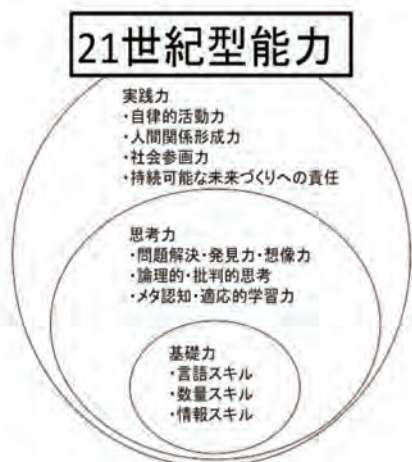 21世紀型能力
実践力
・自律的活動力
・人間関係形成力
・社会参画力
・持続可能な未来づくりへの責任
思考力
・問題解決・発見力・想像力
・論理的・批判的思考
・メタ認知・適応的学習力
基礎力
・言語スキル
・数量スキル
・情報スキル